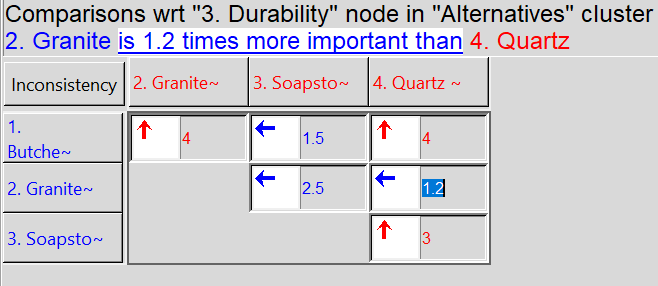 Comparisons wrt "3. Durability" node in "Alternatives" cluster
2. Granite is 1.2 times more important than 4. Quartz
Inconsistency 2. Granite~ 3. Soapsto~ 4. Quartz ~
1.
Butche~ 4 1.5 4
2. Granite~ 2.5 1.2
3. Soapsto~ 3